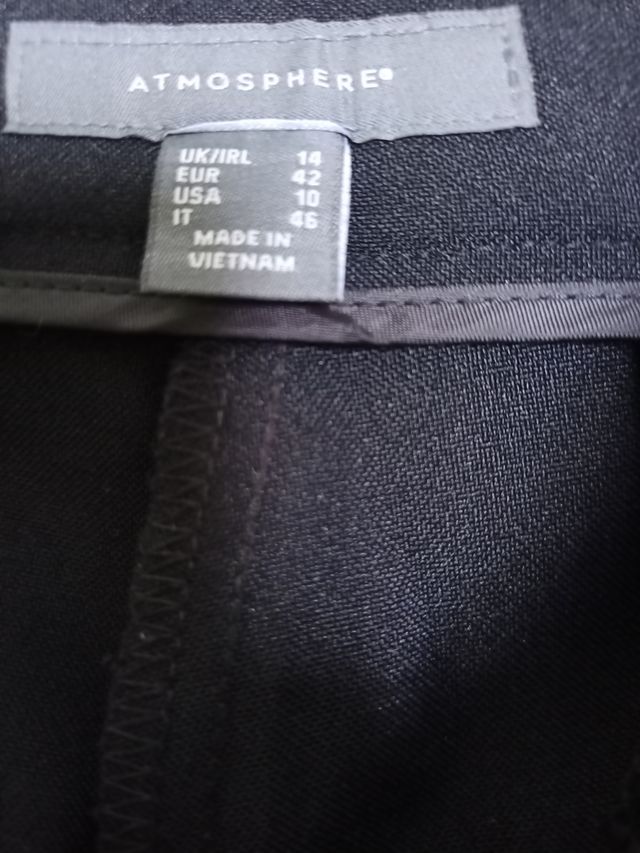 ATMOSPHERE®
UK/IRL 14
EUR 42
USA 10
IT 46
MADE IN
VIETNAM